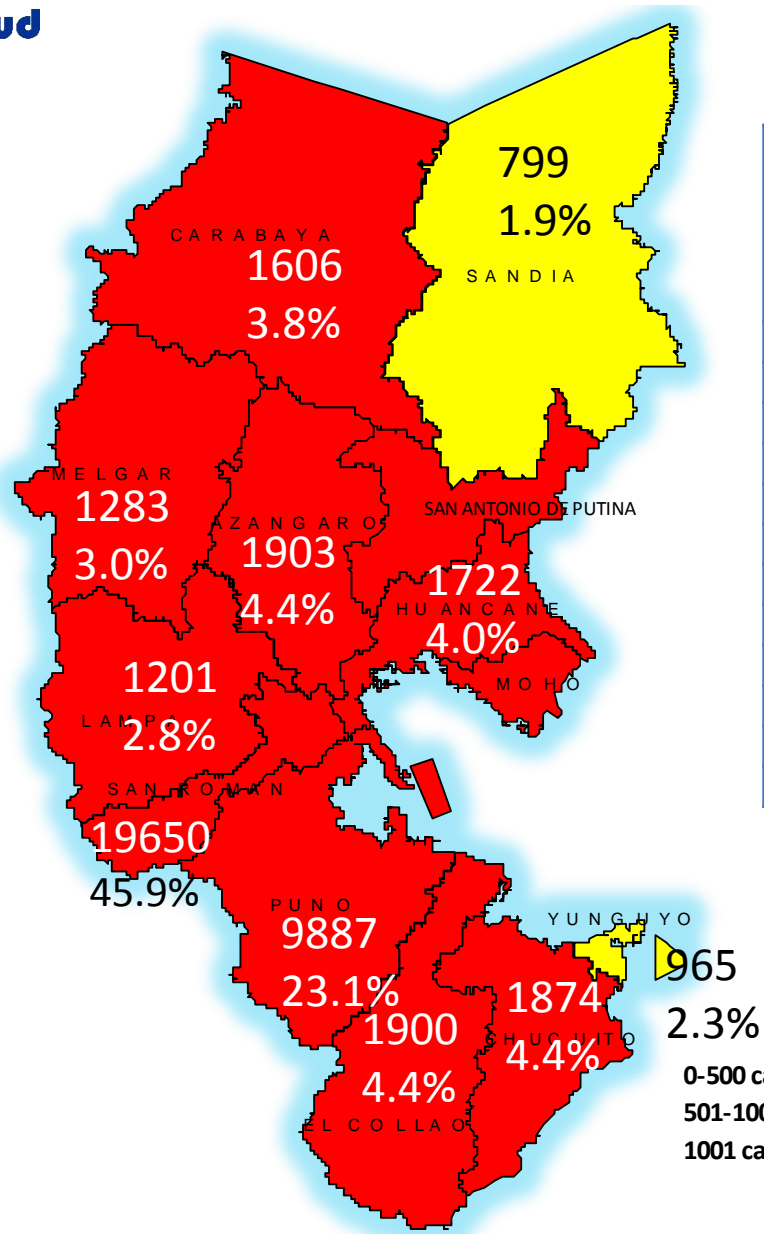 ud
799
1.9%
SANDIA
CARABAYA
1606
3.8%
MELGAR
1283
3.0%
AZANGARO
1903
4.4%
SAN ANTONIO DE PUTINA
1722
HUANCANE
4.0%
MOHO
1201
LAMPA
2.8%
SAN ROMAN
19650
45.9%
PUNO
9887
23.1%
YUNGUYO
965
2.3%
1874
CHUCUITO
4.4%
1900
4.4%
EL COLLAO
0-500 ca
501-100
1001 ca